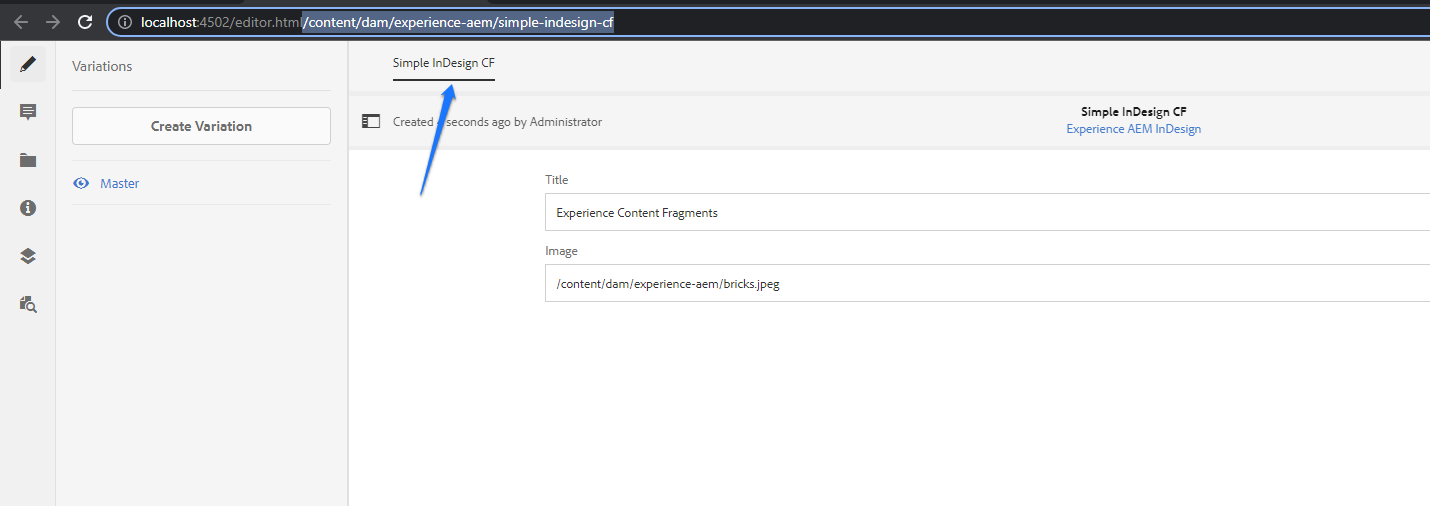 localhost:4502/editor.html/content/dam/experience-aem/simple-indesign-cf
Variations
Create Variation
Master
Simple InDesign CF
Created seconds ago by Administrator
Simple InDesign CF
Experience AEM InDesign
Title
Experience Content Fragments
Image
/content/dam/experience-aem/bricks.jpeg